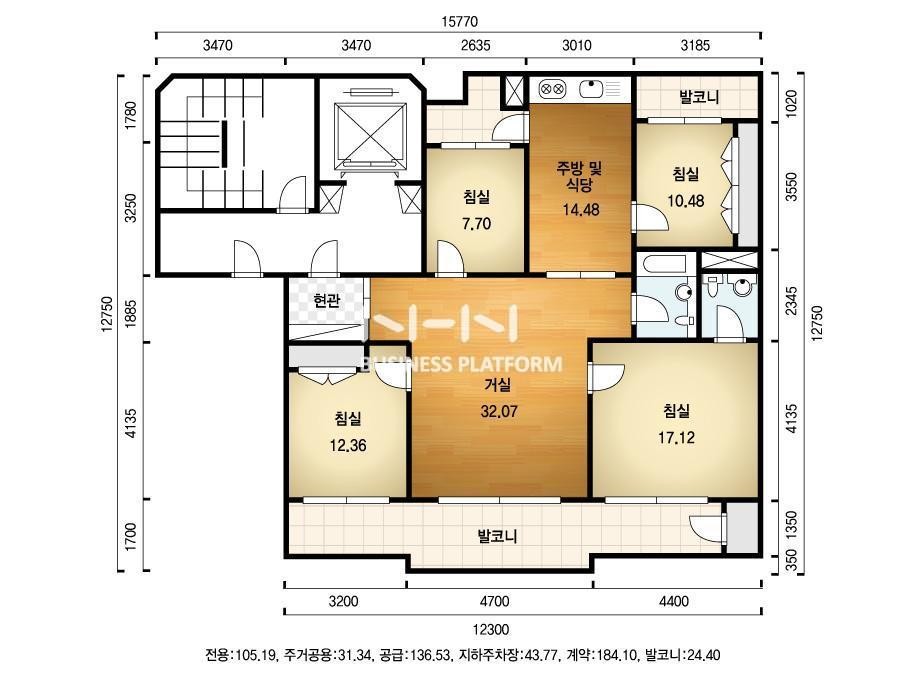 15770
3470 3470 2635 3010 3185
1780
3250
12750
1885
4135
1700
1020
3550
2345
12750
4135
1350
350
발코니
주방 및
식당
14.48
침실
10.48
침실
7.70
현관
NHN
BUSINESS PLATFORM
거실
32.07
침실
12.36
침실
17.12
발코니
3200 4700 4400
12300
전용:105.19, 주거공용:31.34, 공급:136.53, 지하주차장:43.77, 계약:184.10, 발코니:24.40